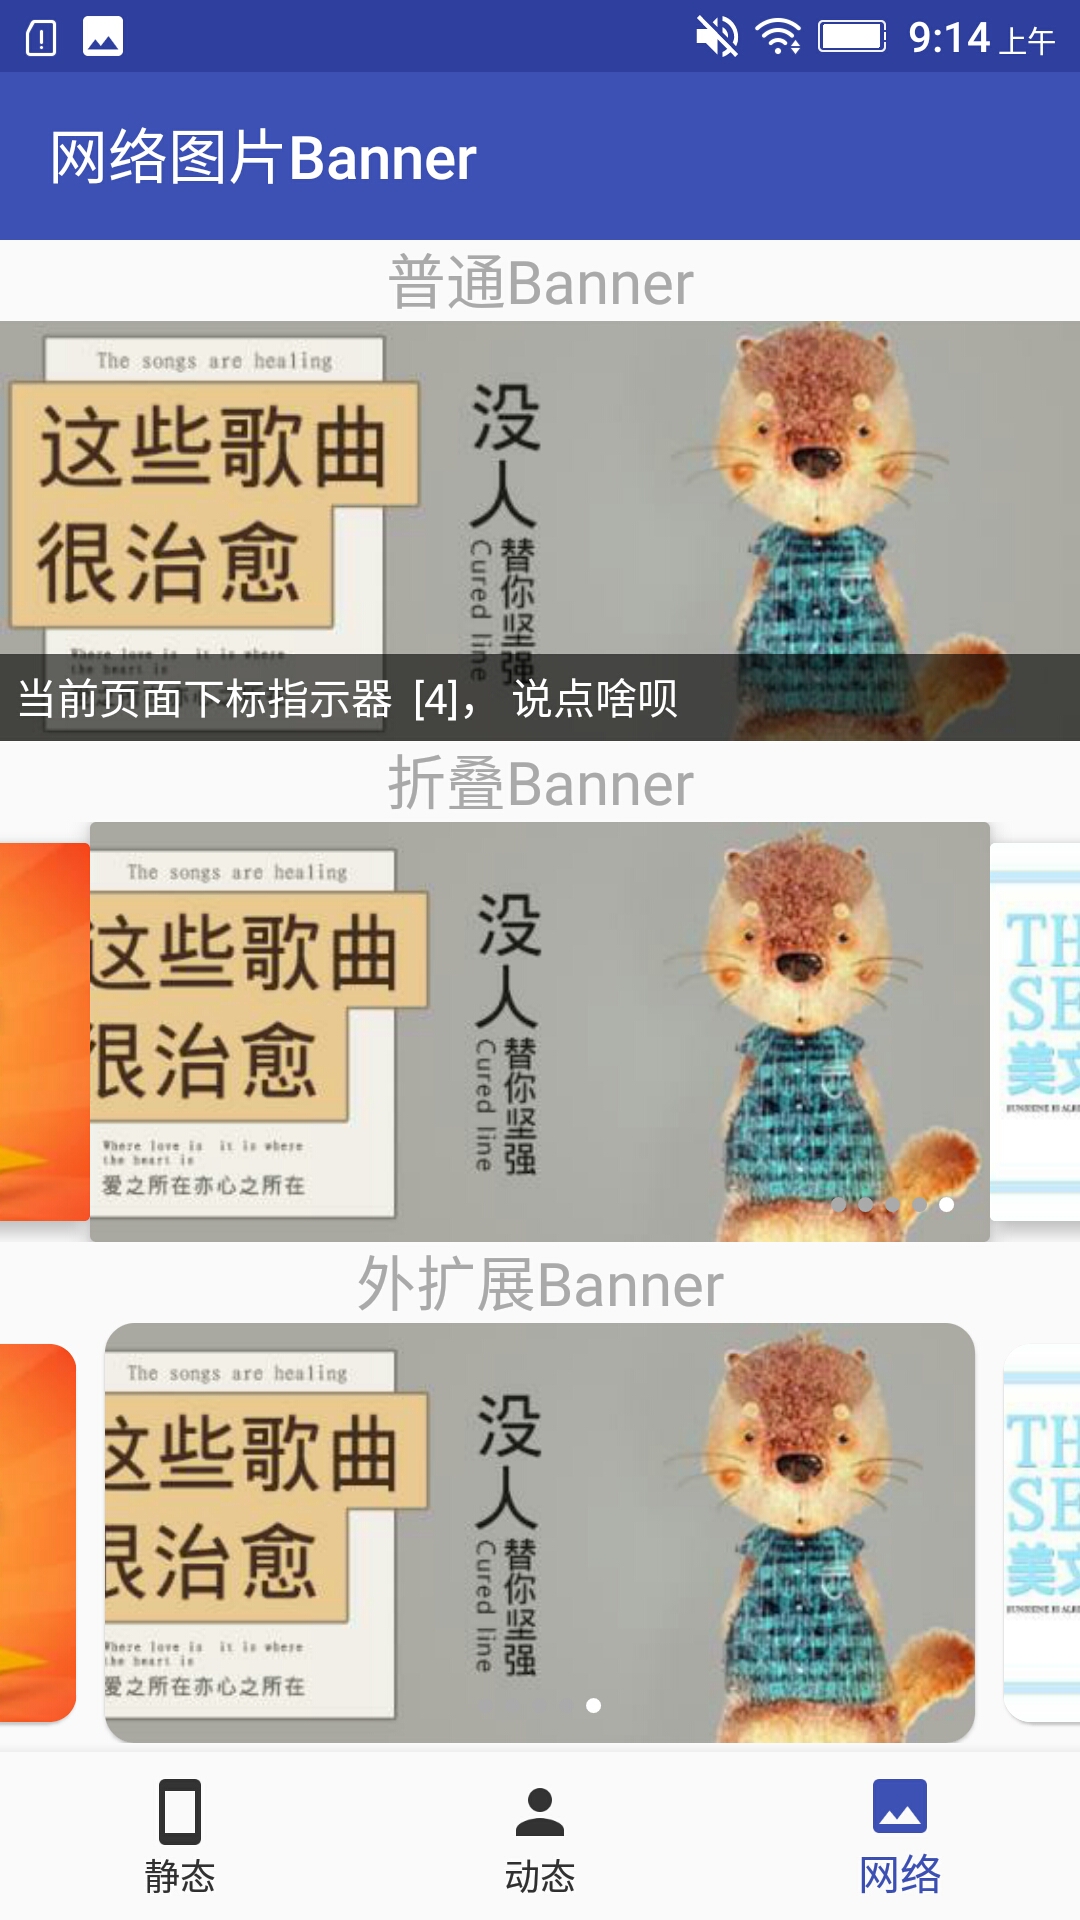 9:14 上午
网络图片Banner
普通Banner
The songs are healing
这些歌曲
很治愈
Where love is it is where
the heart is
没人
替你坚强
Cured line
当前页面下标指示器 [4]， 说点啥呗
折叠Banner
The songs are healing
这些歌曲
很治愈
Where love is it is where
the heart is
爱之所在亦心之所在
没人
替你坚强
Cured line
TH
SE
美文
外扩展Banner
The songs are healing
这些歌曲
很治愈
Where love is it is where
the heart is
爱之所在亦心之所在
没人
替你坚强
Cured line
TH
SE
美文
静态
动态
网络